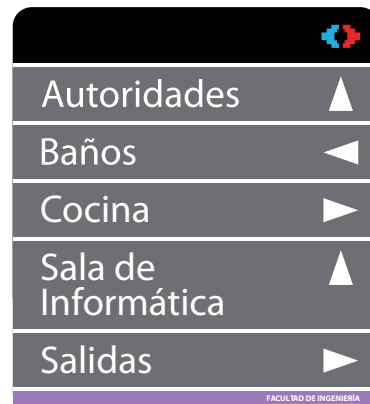 Autoridades
Baños
Cocina
Sala de
Informática
Salidas
FACULTAD DE INGENIERÍA